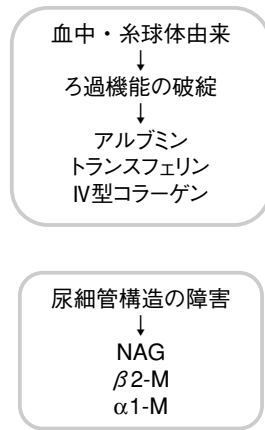 血中・糸球体由来
↓
ろ過機能の破綻
↓
アルブミン
トランスフェリン
Ⅳ型コラーゲン
尿細管構造の障害
↓
NAG
β2-M
α1-M